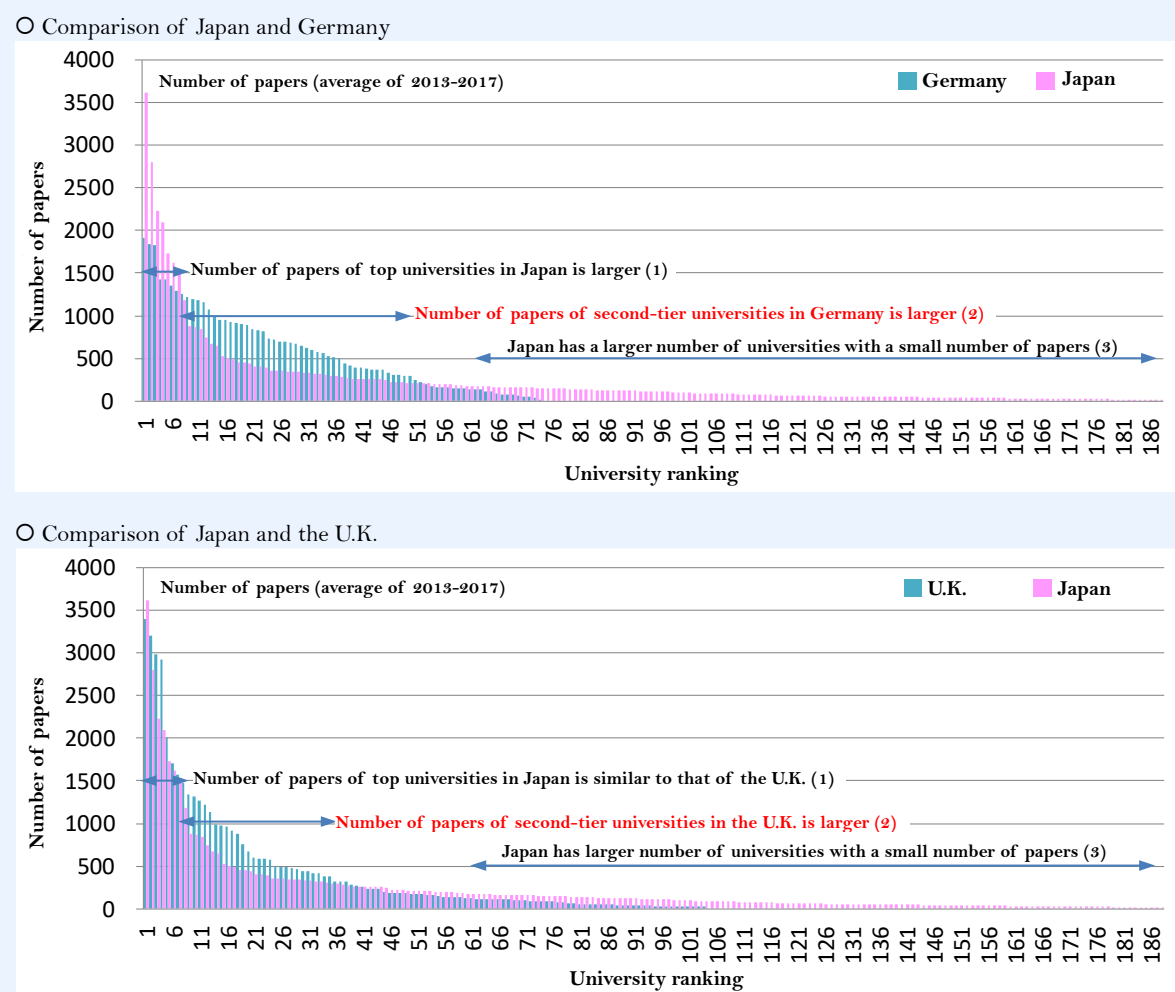 ○ Comparison of Japan and Germany
Number of papers (average of 2013-2017)
Germany
Japan
Number of papers
4000
3500
3000
2500
2000
1500
1000
500
0
Number of papers of top universities in Japan is larger (1)
Number of papers of second-tier universities in Germany is larger (2)
Japan has a larger number of universities with a small number of papers (3)
1 6 11 16 21 26 31 36 41 46 51 56 61 66 71 76 81 86 91 96 101 106 111 116 121 126 131 136 141 146 151 156 161 166 171 176 181 186
University ranking
○ Comparison of Japan and the U.K.
Number of papers (average of 2013-2017)
U.K.
Japan
Number of papers
4000
3500
3000
2500
2000
1500
1000
500
0
Number of papers of top universities in Japan is similar to that of the U.K. (1)
Number of papers of second-tier universities in the U.K. is larger (2)
Japan has larger number of universities with a small number of papers (3)
1 6 11 16 21 26 31 36 41 46 51 56 61 66 71 76 81 86 91 96 101 106 111 116 121 126 131 136 141 146 151 156 161 166 171 176 181 186
University ranking